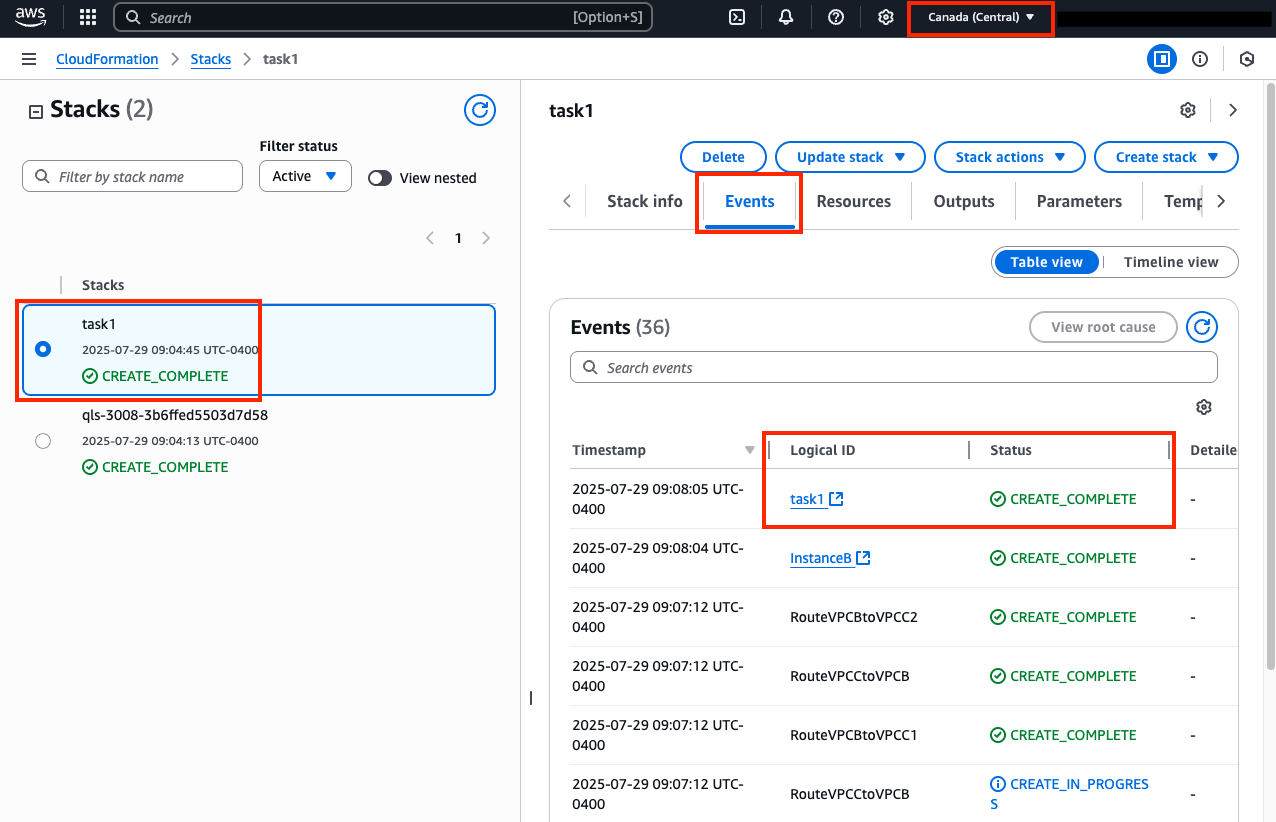 aws
Search [Option+S]
Canada (Central)
CloudFormation Stacks task1
Stacks (2)
Filter status
Filter by stack name
Active
View nested
1
Stacks
task1
2025-07-29 09:04:45 UTC-0400
CREATE_COMPLETE
qls-3008-3b6ffed5503d7d58
2025-07-29 09:04:13 UTC-0400
CREATE_COMPLETE
task1
Delete Update stack Stack actions Create stack
Stack info Events Resources Outputs Parameters Temp
Table view Timeline view
Events (36)
View root cause
Search events
Timestamp Logical ID Status Detaile
2025-07-29 09:08:05 UTC-
0400
task1 CREATE_COMPLETE -
2025-07-29 09:08:04 UTC-
0400
InstanceB CREATE_COMPLETE -
2025-07-29 09:07:12 UTC-
0400
RouteVPCBtoVPCC2 CREATE_COMPLETE -
2025-07-29 09:07:12 UTC-
0400
RouteVPCCtoVPCB CREATE_COMPLETE -
2025-07-29 09:07:12 UTC-
0400
RouteVPCBtoVPCC1 CREATE_COMPLETE -
2025-07-29 09:07:12 UTC-
0400
RouteVPCCtoVPCB CREATE_IN_PROGRES
S -